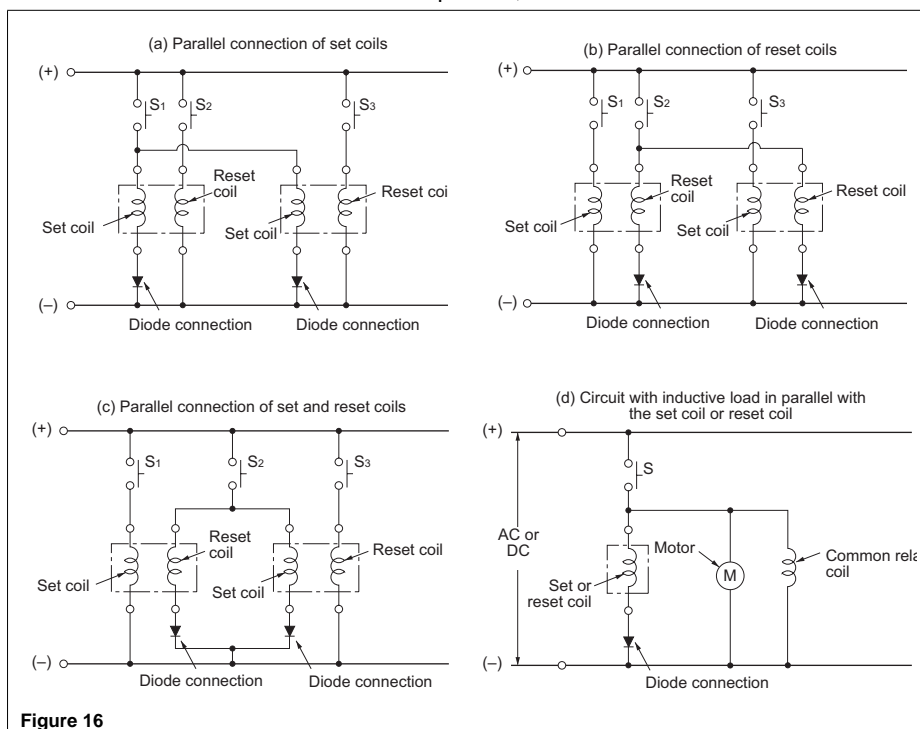 (a) Parallel connection of set coils
(+)
S1
S2
S3
Reset
coil
Reset coi
Set coil
Set coil
(–)
Diode connection
Diode connection
(b) Parallel connection of reset coils
(+)
S1
S2
S3
Reset
coil
Reset coil
Set coil
Set coil
(–)
Diode connection
Diode connection
(c) Parallel connection of set and reset coils
(+)
S1
S2
S3
Reset
coil
Reset coil
Set coil
Set coil
(–)
Diode connection
Diode connection
(d) Circuit with inductive load in parallel with
the set coil or reset coil
(+)
S
AC or
DC
Motor
M
Common rela
coil
Set or
reset coil
(–)
Diode connection
Figure 16